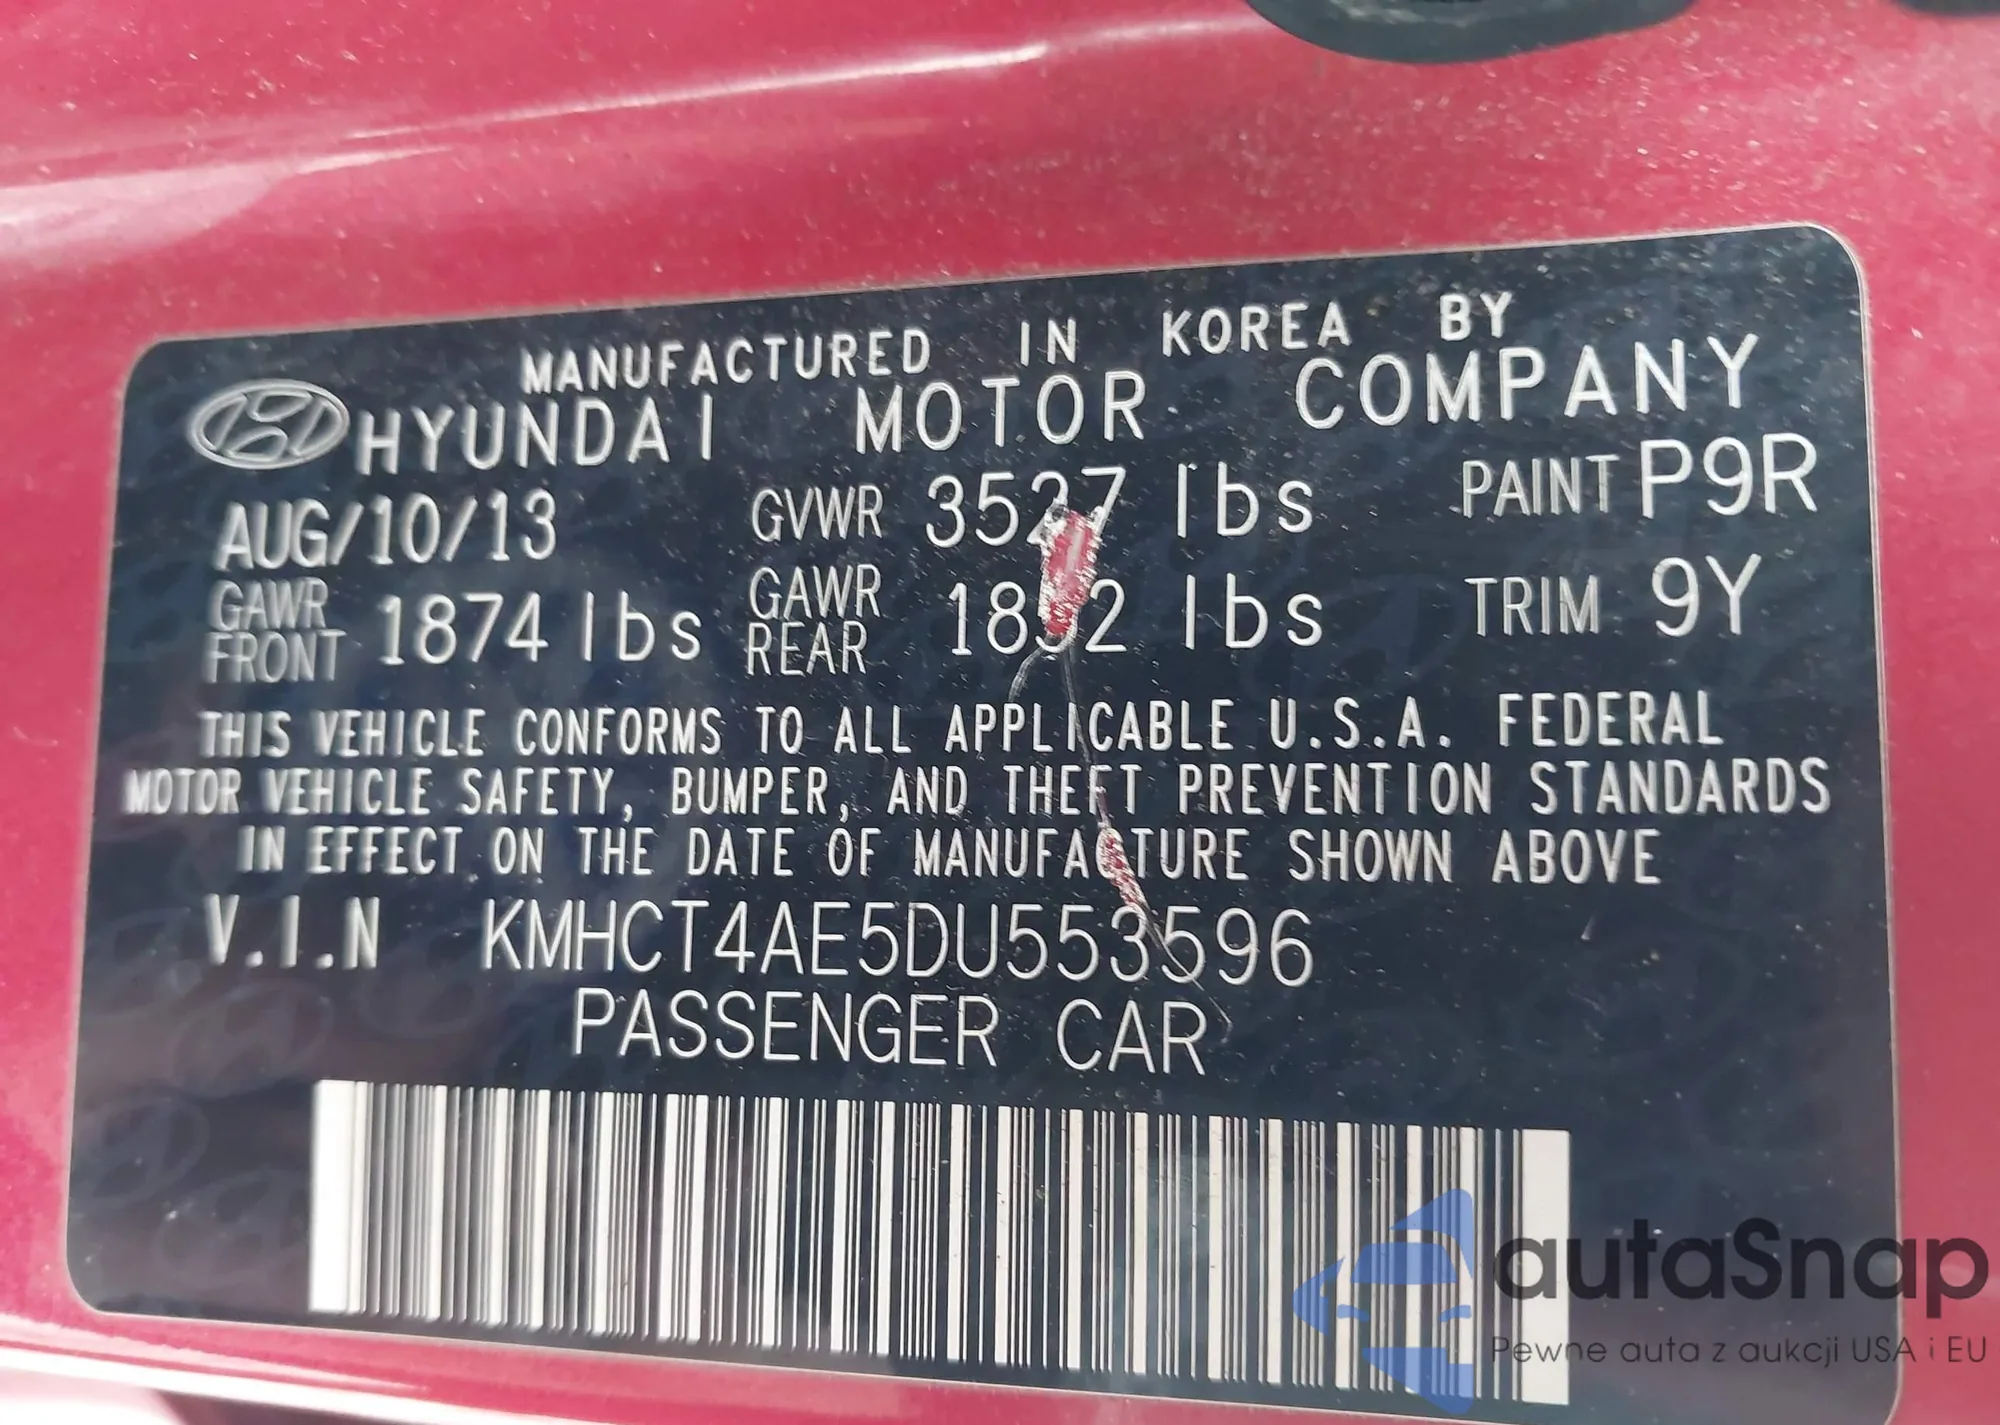 MANUFACTURED IN KOREA BY
HYUNDAI MOTOR COMPANY
AUG/10/13 GVWR 3527 lbs PAINT P9R
GAWR FRONT 1874 lbs GAWR REAR lbs TRIM 9Y
THIS VEHICLE CONFORMS TO ALL APPLICABLE U.S.A. FEDERAL
MOTOR VEHICLE SAFETY, BUMPER, AND THEFT PREVENTION STANDARDS
IN EFFECT ON THE DATE OF MANUFACTURE SHOWN ABOVE
V.I.N KMHCT4AE5DU553596
PASSENGER CAR
autaSnap
Pewne auta z aukcji USA i EU